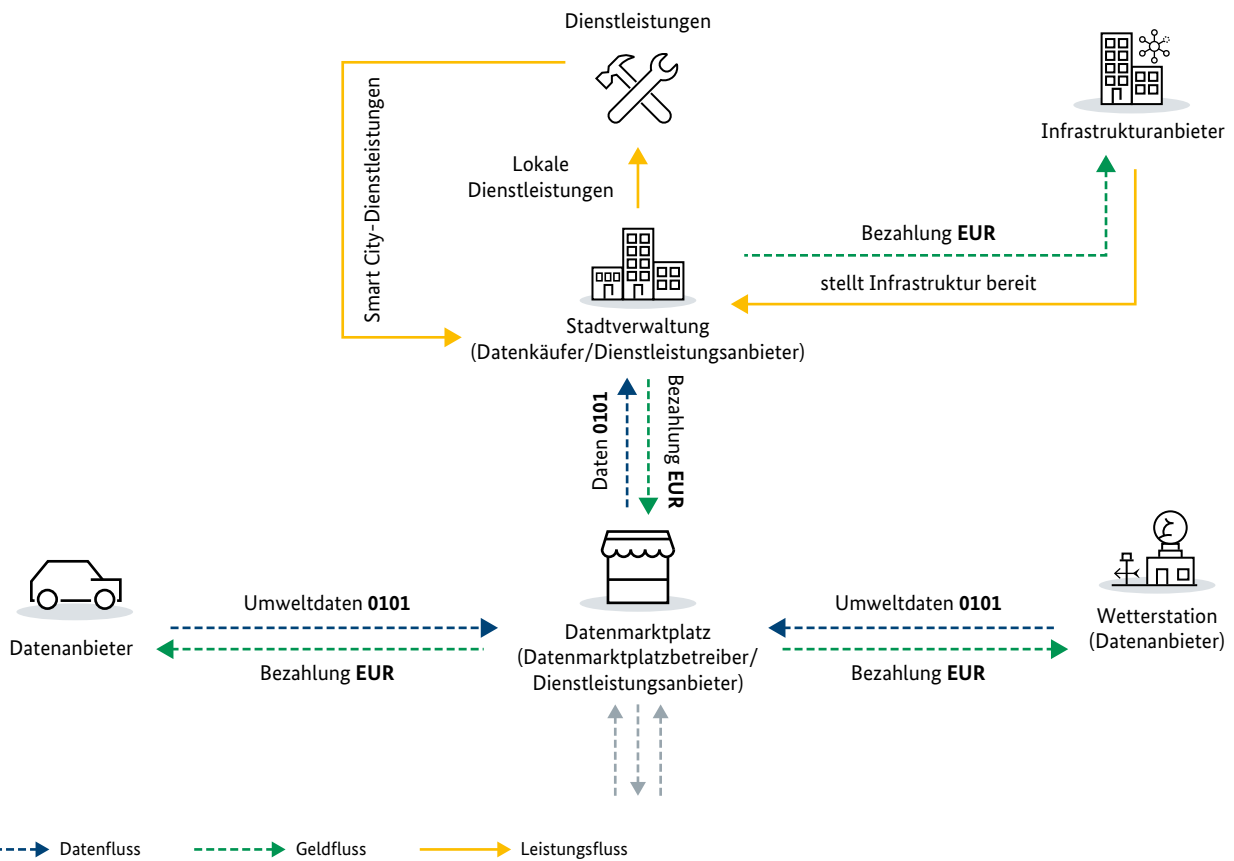 Dienstleistungen
Smart City-Dienstleistungen
Lokale
Dienstleistungen
Infrastrukturanbieter
Bezahlung EUR
stellt Infrastruktur bereit
Stadtverwaltung
(Datenkäufer/Dienstleistungsanbieter)
Daten 0101
Bezahlung EUR
Datenanbieter
Umweltdaten 0101
Bezahlung EUR
Datenmarktplatz
(Datenmarktplatzbetreiber/
Dienstleistungsanbieter)
Umweltdaten 0101
Bezahlung EUR
Wetterstation
(Datenanbieter)
Datenfluss
Geldfluss
Leistungsfluss